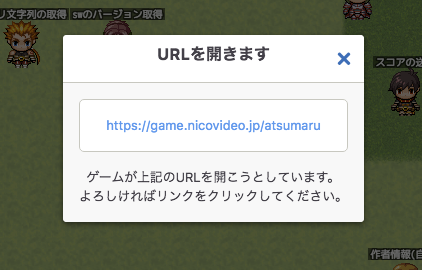 リ文字列の取得
swのバージョン取得
URLを開きます
スコアの送
https://game.nicovideo.jp/atsumaru
ゲームが上記のURLを開こうとしています。
よろしければリンクをクリックしてください。
作者情報(自